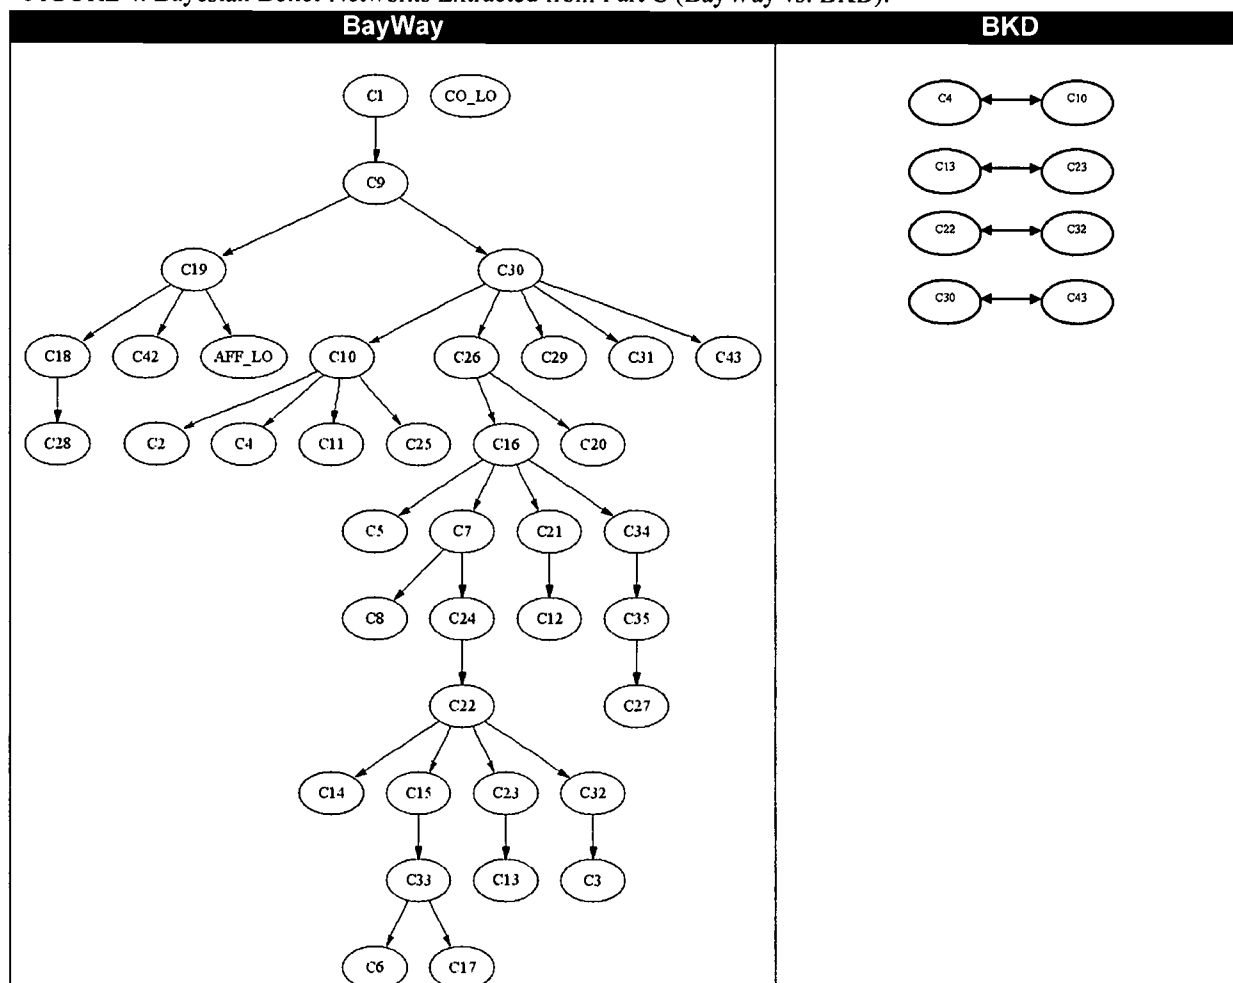 BayWay
BKD
C1 CO_LO
C9
C19 C30
C18 C42 AFF_LO C10 C26 C29 C31 C43
C28 C2 C4 C11 C25 C16 C20
C5 C7 C21 C34
C8 C24 C12 C35
C22 C27
C14 C15 C23 C32
C33 C13 C3
C6 C17
C4 C10
C13 C23
C22 C32
C30 C43